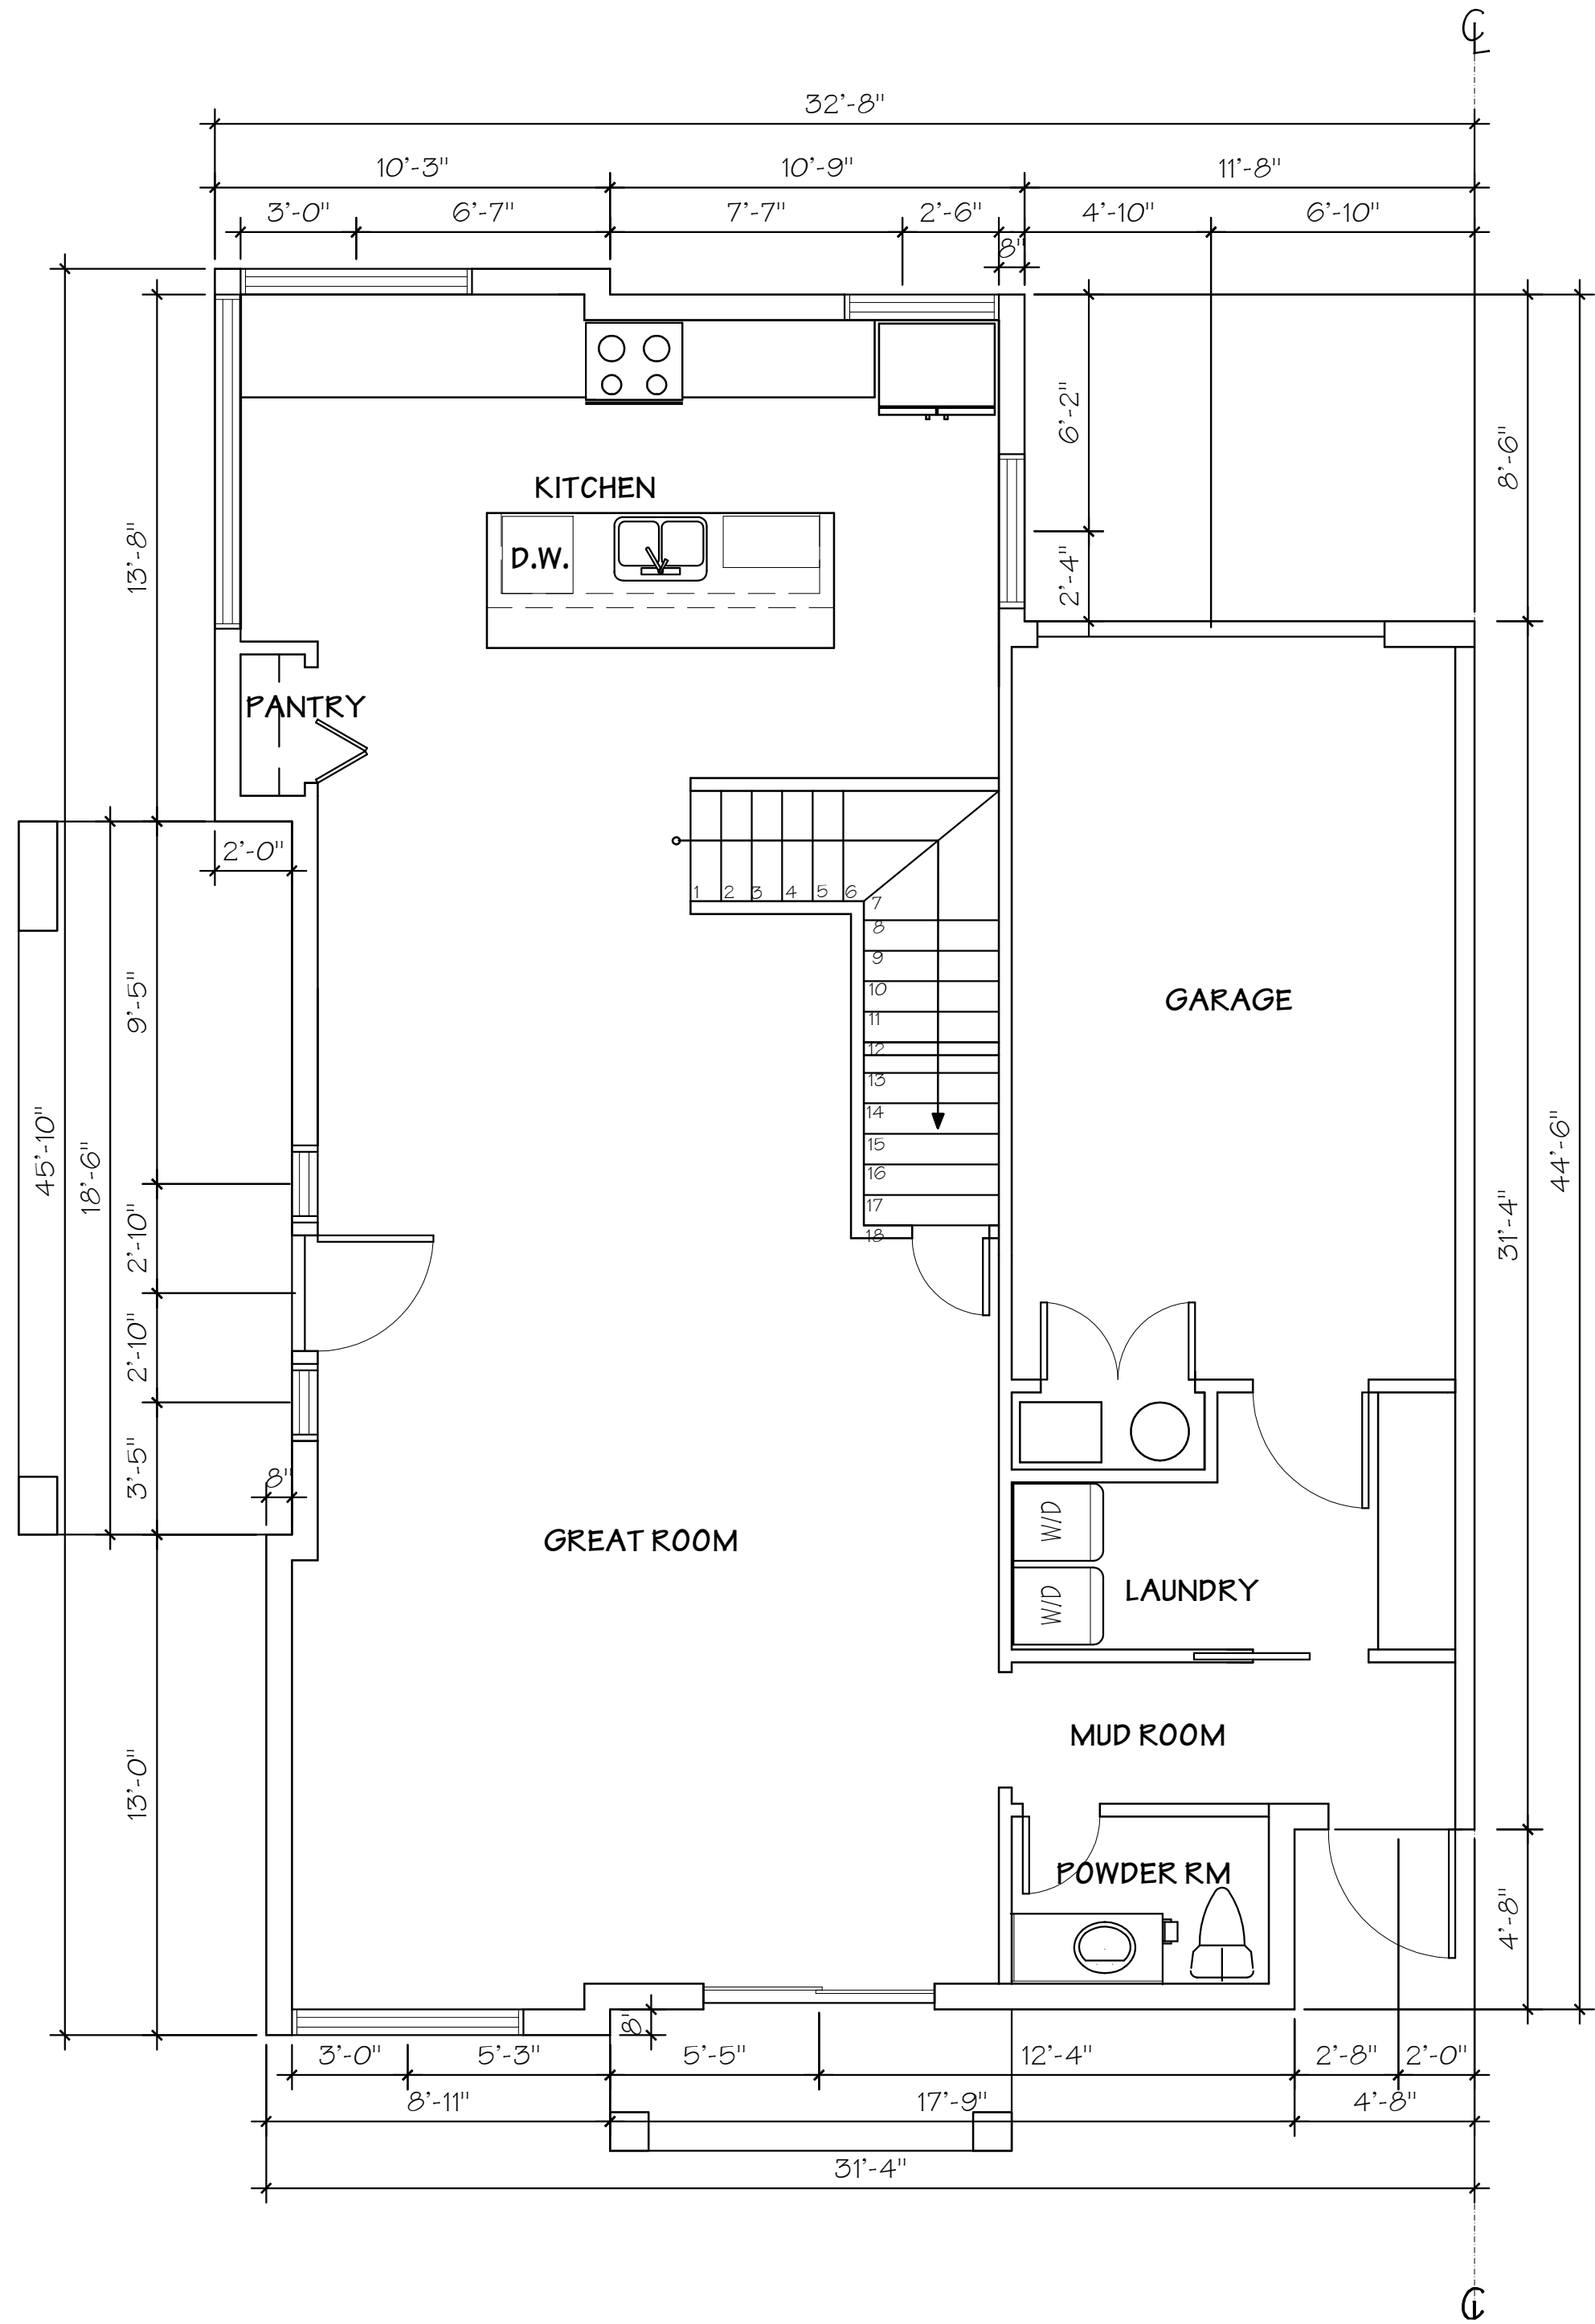 ℄
32'-8"
10'-3" 10'-9" 11'-8"
3'-0" 6'-7" 7'-7" 2'-6" 4'-10" 6'-10"
8"
6'-2"
8'-6"
KITCHEN
13'-8"
D.W.
2'-4"
PANTRY
2'-0"
1 2 3 4 5 6
7
8
9
10
11
12
13
14
15
16
17
18
9'-5"
GARAGE
45'-10"
18'-6"
44'-6"
31'-4"
2'-10"
2'-10"
3'-5"
8"
W/D
GREAT ROOM
LAUNDRY
W/D
MUD ROOM
13'-0"
POWDER RM
4'-8"
8"
3'-0" 5'-3" 5'-5" 12'-4" 2'-8" 2'-0"
8'-11" 17'-9" 4'-8"
31'-4"
℄